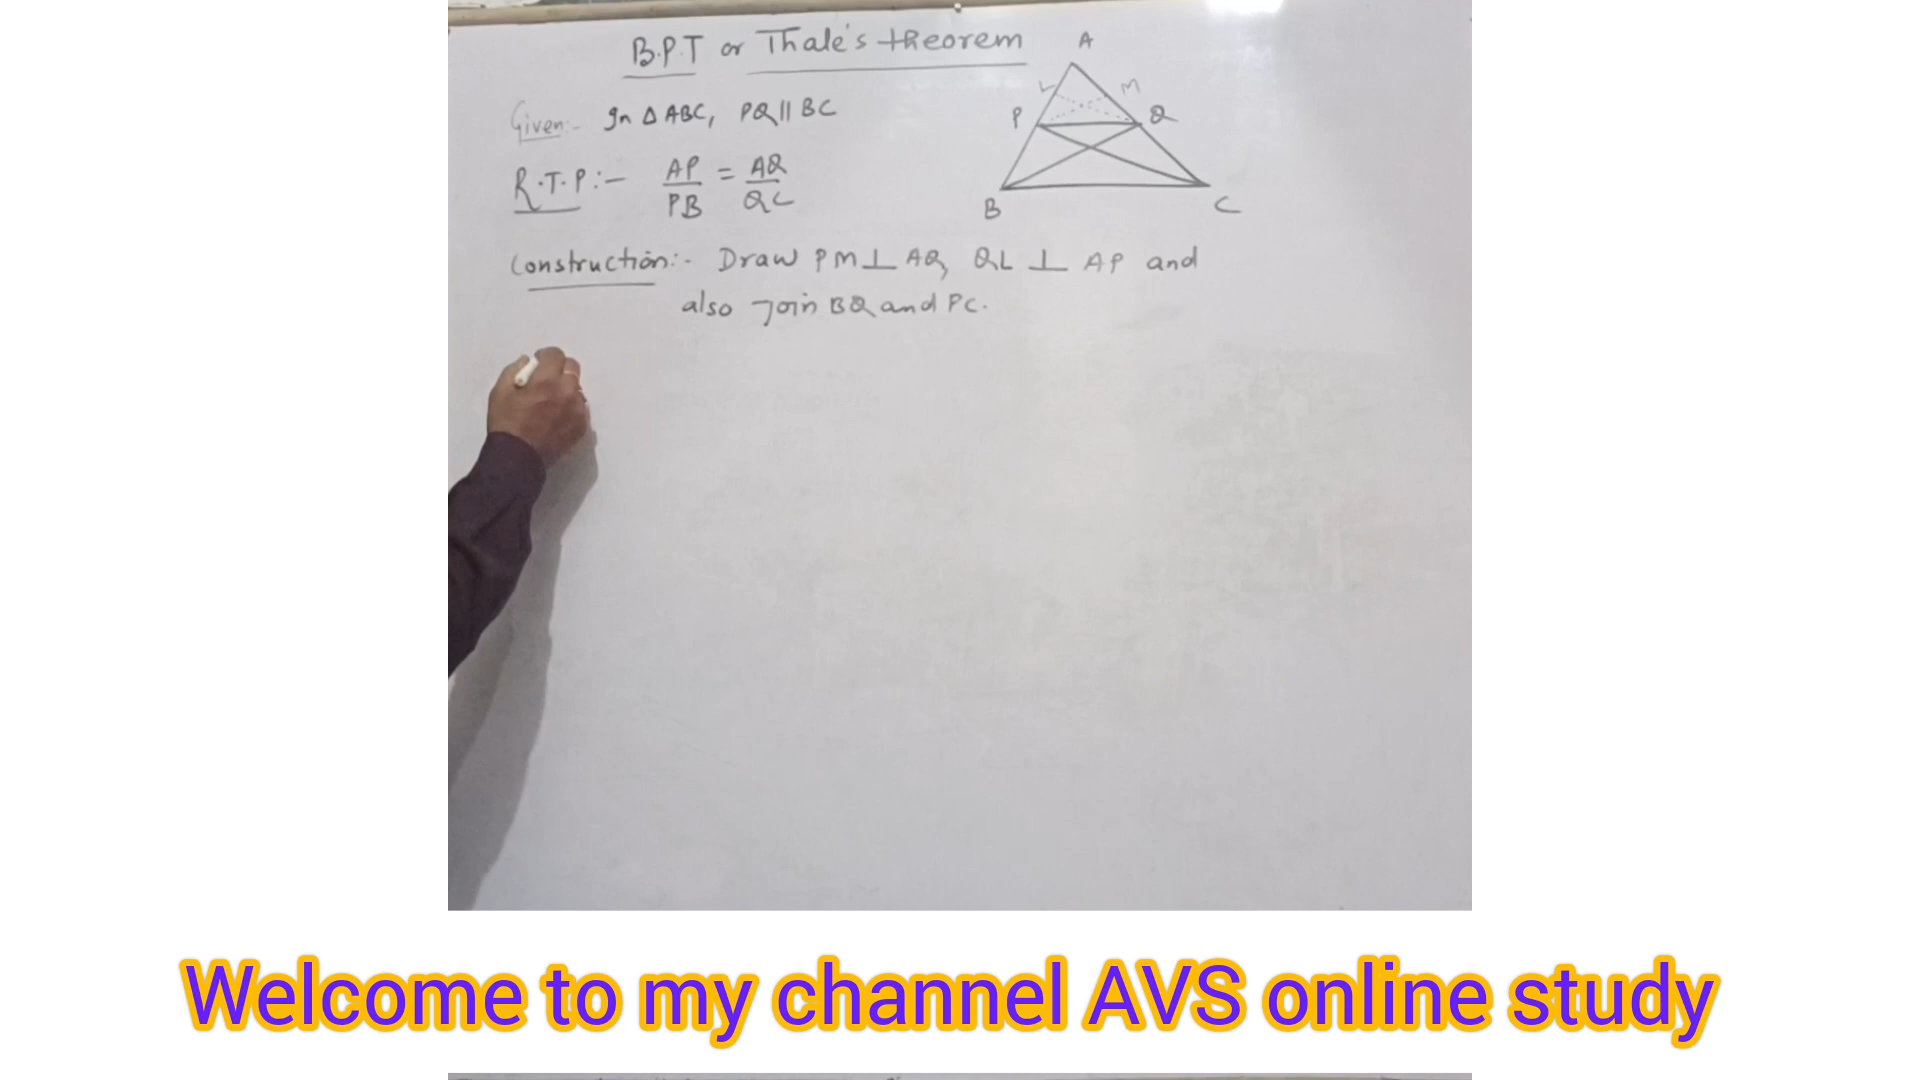 B.P.T or Thale's theorem
Given:- In Δ ABC, PQ || BC
R.T.P:- AP/PB = AQ/QC
Construction:- Draw PM ⊥ AQ, QL ⊥ AP and
also Join BQ and PC.
A
L M
P Q
B C
Welcome to my channel AVS online study